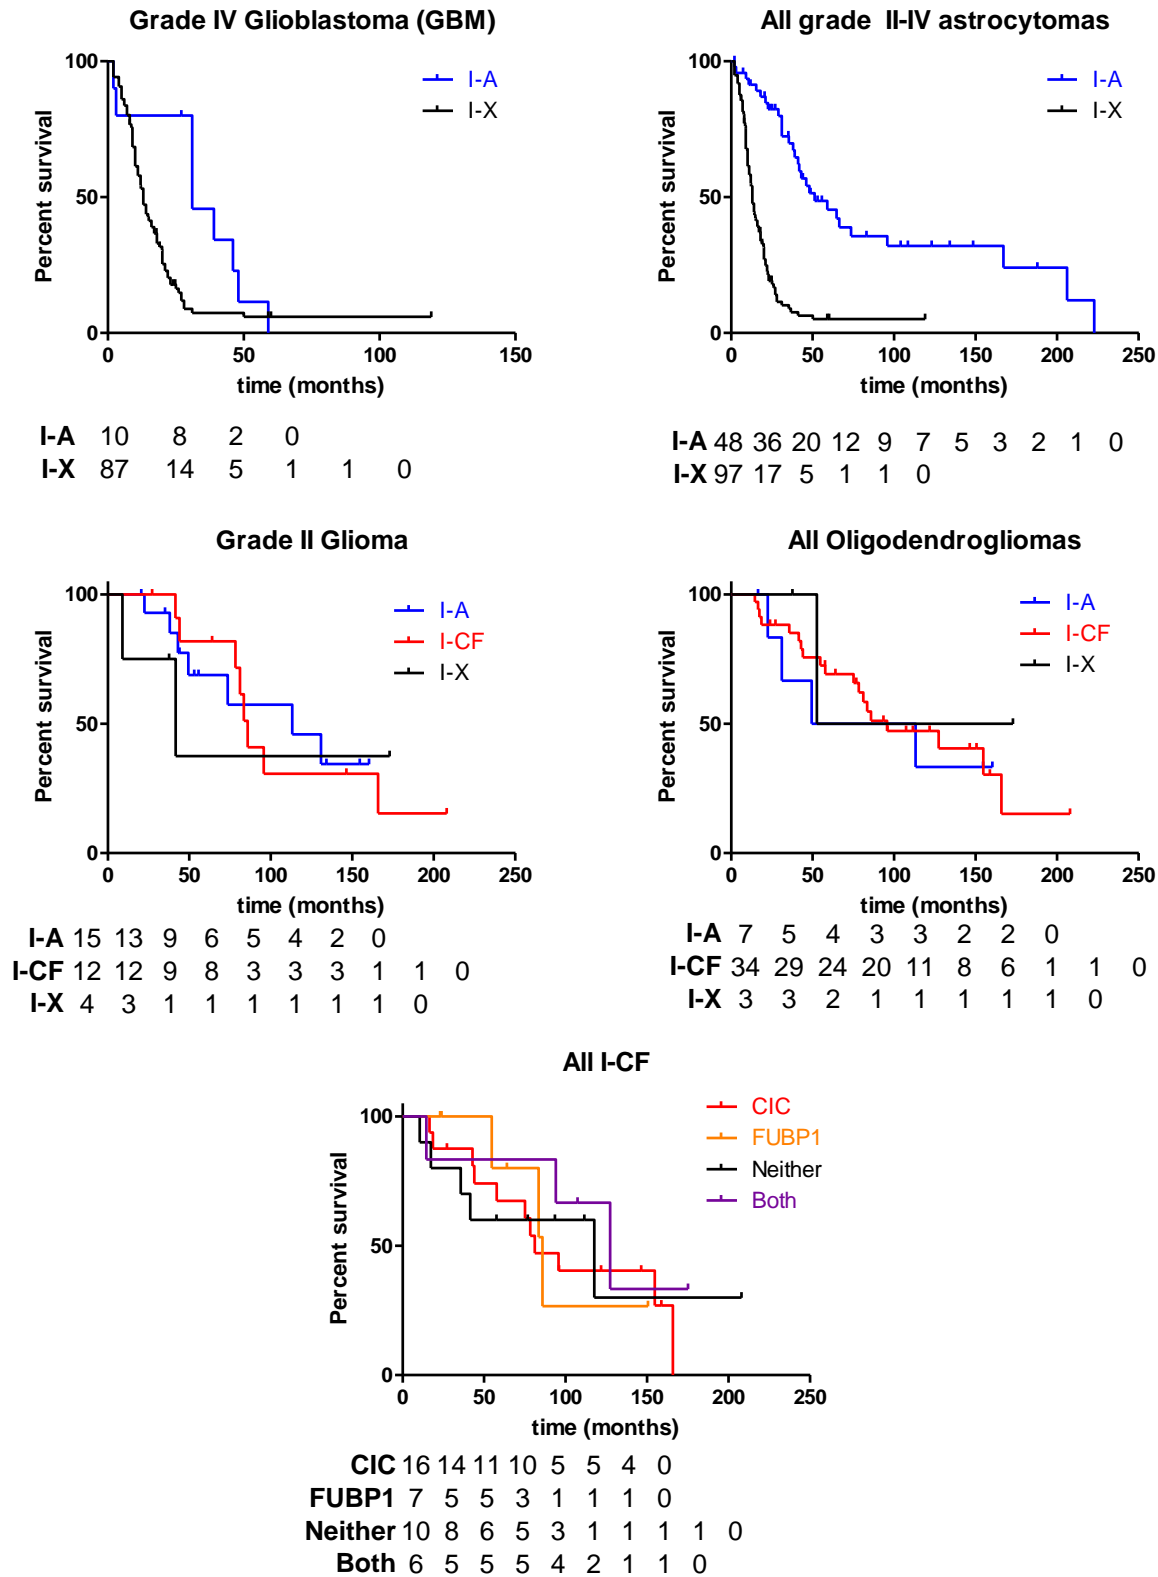 Grade IV Glioblastoma (GBM)
Percent survival
100
50
0
0 50 100 150
time (months)
I-A
I-X
I-A 10 8 2 0
I-X 87 14 5 1 1 0
All grade II-IV astrocytomas
Percent survival
100
50
0
0 50 100 150 200 250
time (months)
I-A
I-X
I-A 48 36 20 12 9 7 5 3 2 1 0
I-X 97 17 5 1 1 0
Grade II Glioma
Percent survival
100
50
0
0 50 100 150 200 250
time (months)
I-A
I-CF
I-X
I-A 15 13 9 6 5 4 2 0
I-CF 12 12 9 8 3 3 3 1 1 0
I-X 4 3 1 1 1 1 1 0
All Oligodendrogliomas
Percent survival
100
50
0
0 50 100 150 200 250
time (months)
I-A
I-CF
I-X
I-A 7 5 4 3 3 2 2 0
I-CF 34 29 24 20 11 8 6 1 1 0
I-X 3 3 2 1 1 1 1 1 0
All I-CF
Percent survival
100
50
0
0 50 100 150 200 250
time (months)
CIC
FUBP1
Neither
Both
CIC 16 14 11 10 5 5 4 0
FUBP1 7 5 5 3 1 1 1 0
Neither 10 8 6 5 3 1 1 1 1 0
Both 6 5 5 5 4 2 1 1 0